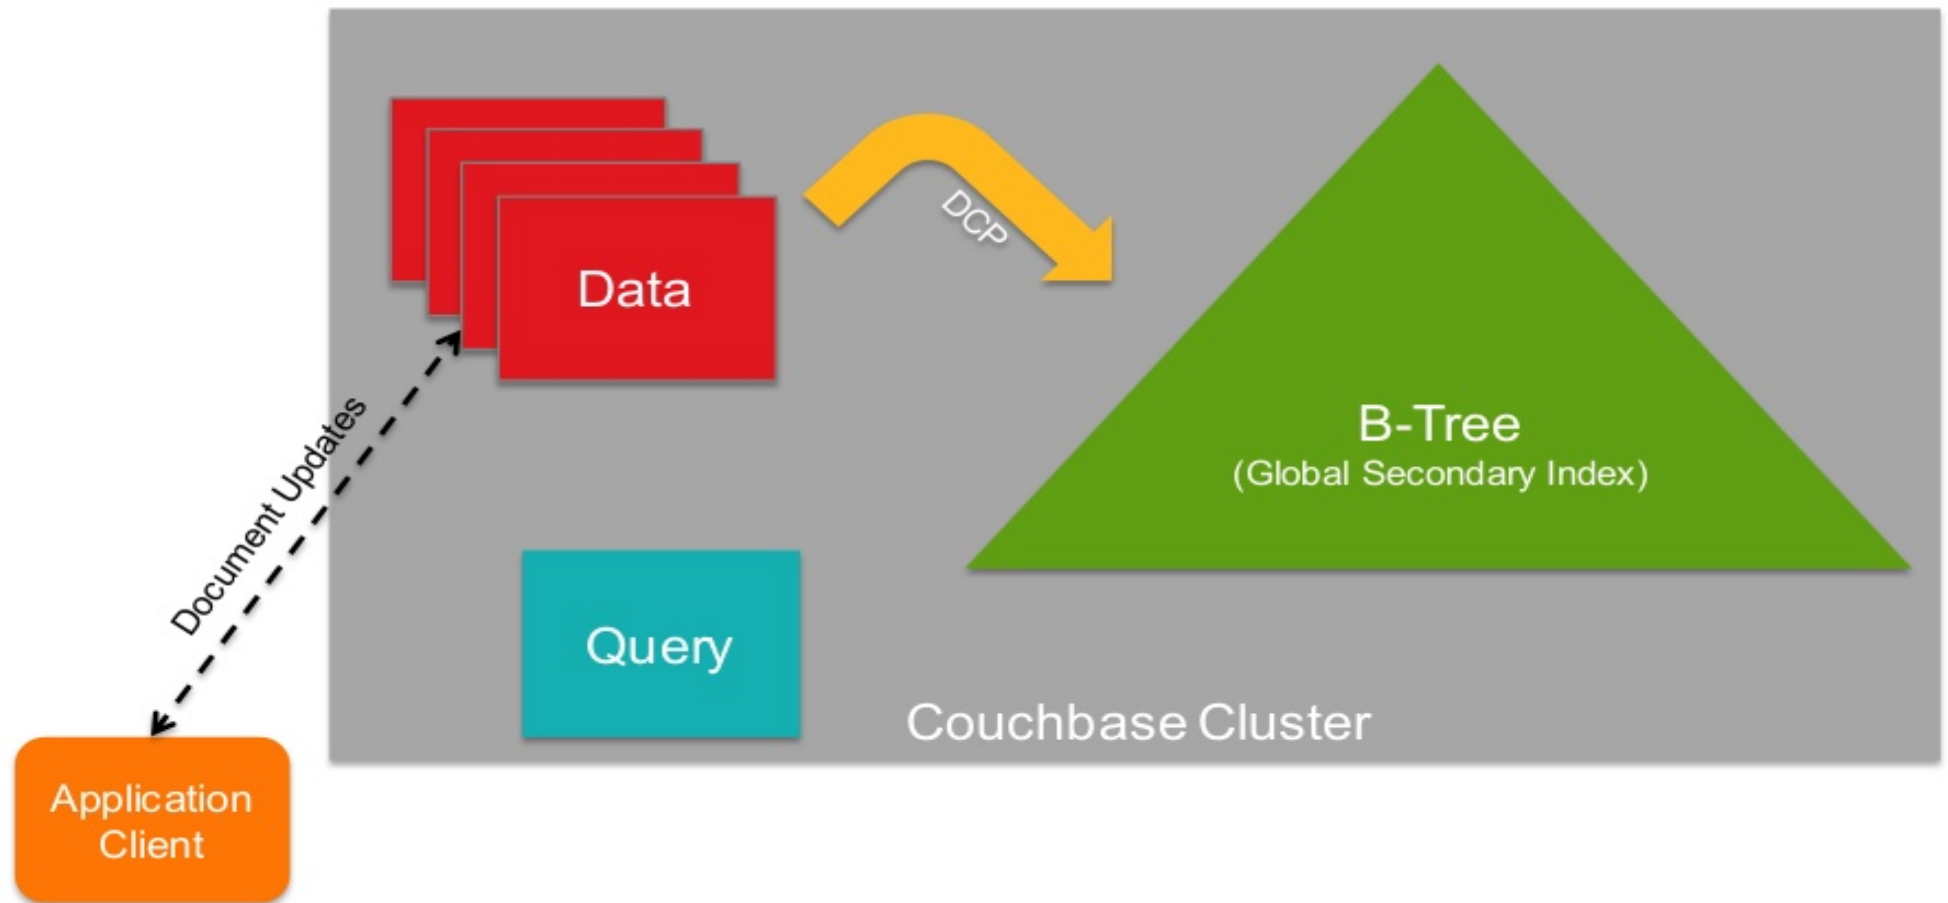 Data
DCP
B-Tree
(Global Secondary Index)
Document Updates
Query
Couchbase Cluster
Application
Client